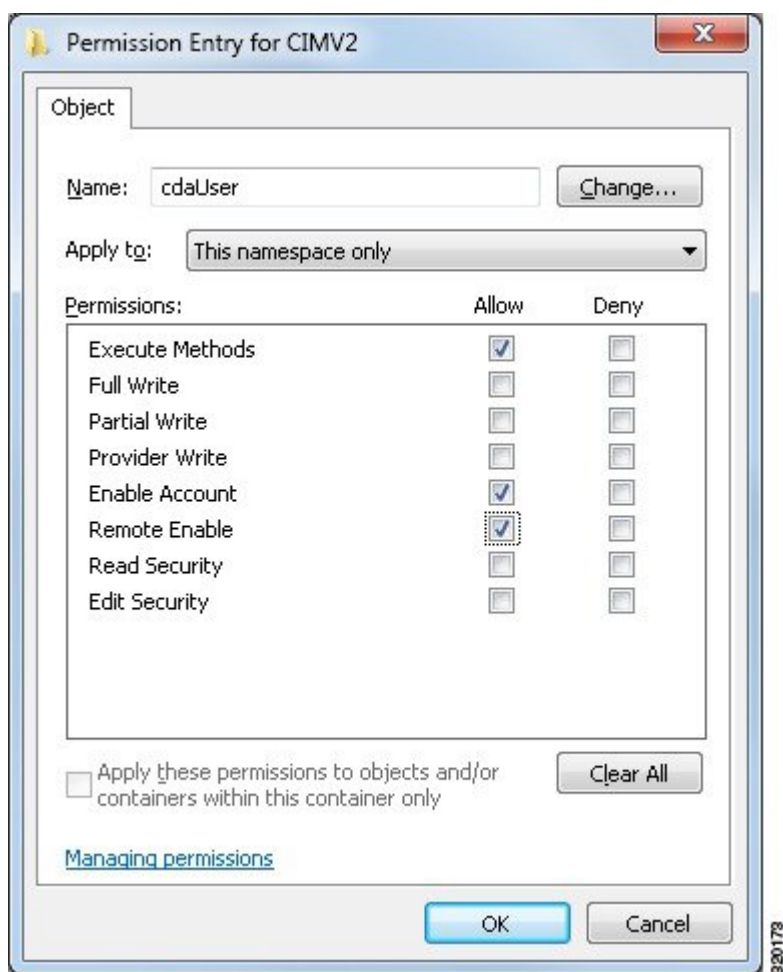 Permission Entry for CIMV2
Object
Name: cdaUser Change...
Apply to: This namespace only
Permissions: Allow Deny
Execute Methods
Full Write
Partial Write
Provider Write
Enable Account
Remote Enable
Read Security
Edit Security
Apply these permissions to objects and/or
containers within this container only
Clear All
Managing permissions
OK Cancel
320173